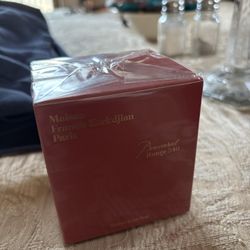 Maison
Francis Kurkdjian
Paris
Baccarat
Rouge 540